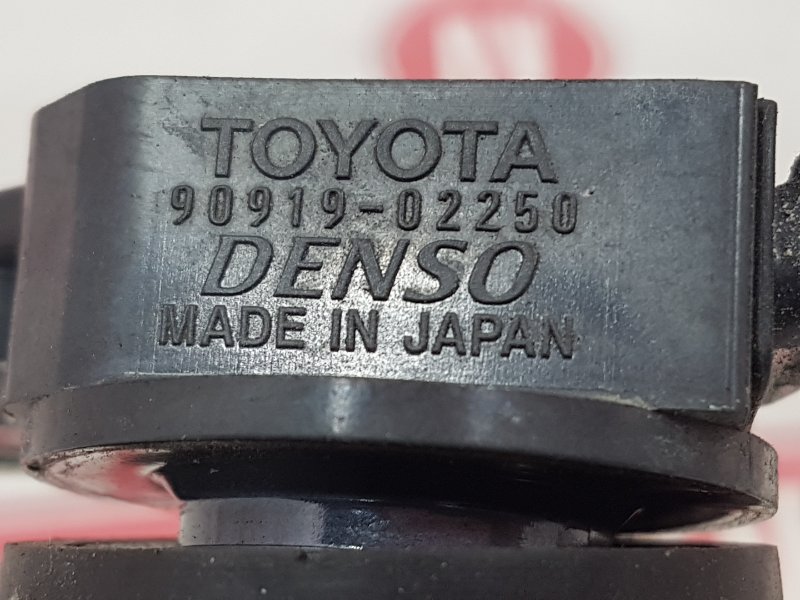 TOYOTA
90919-02250
DENSO
MADE IN JAPAN